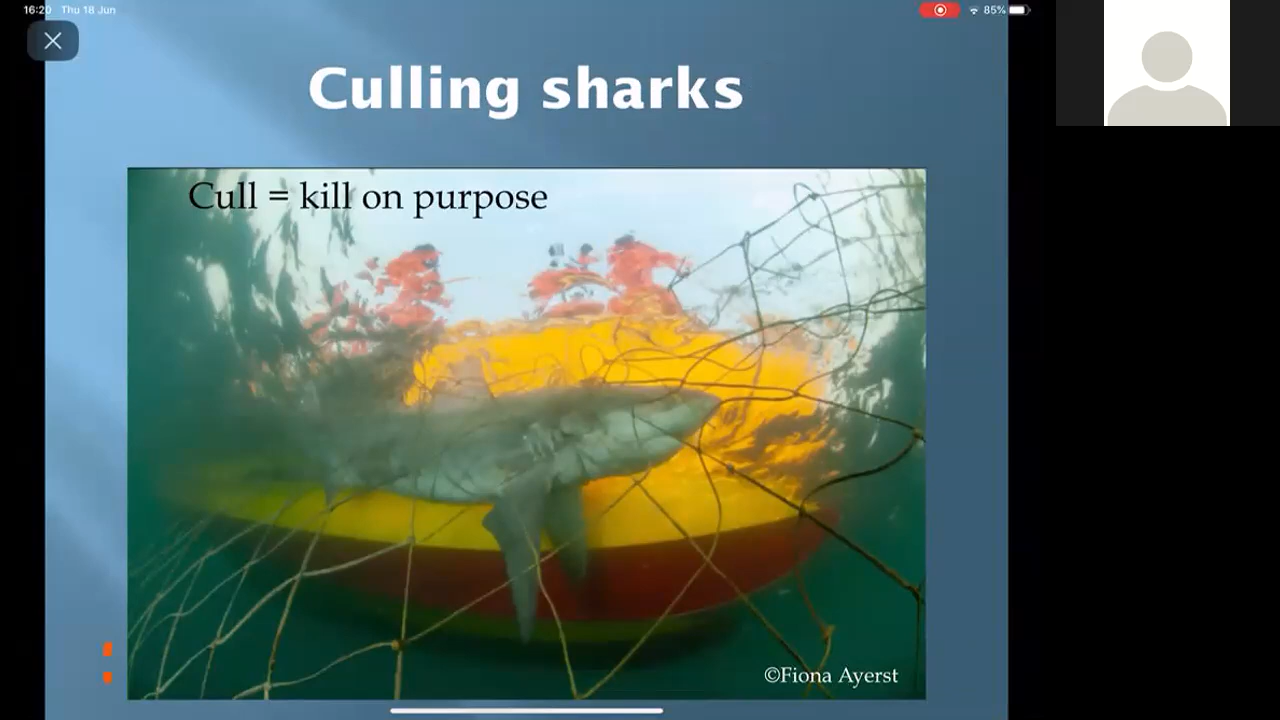 16:20 Thu 18 Jun
85%
Culling sharks
Cull = kill on purpose
©Fiona Ayerst